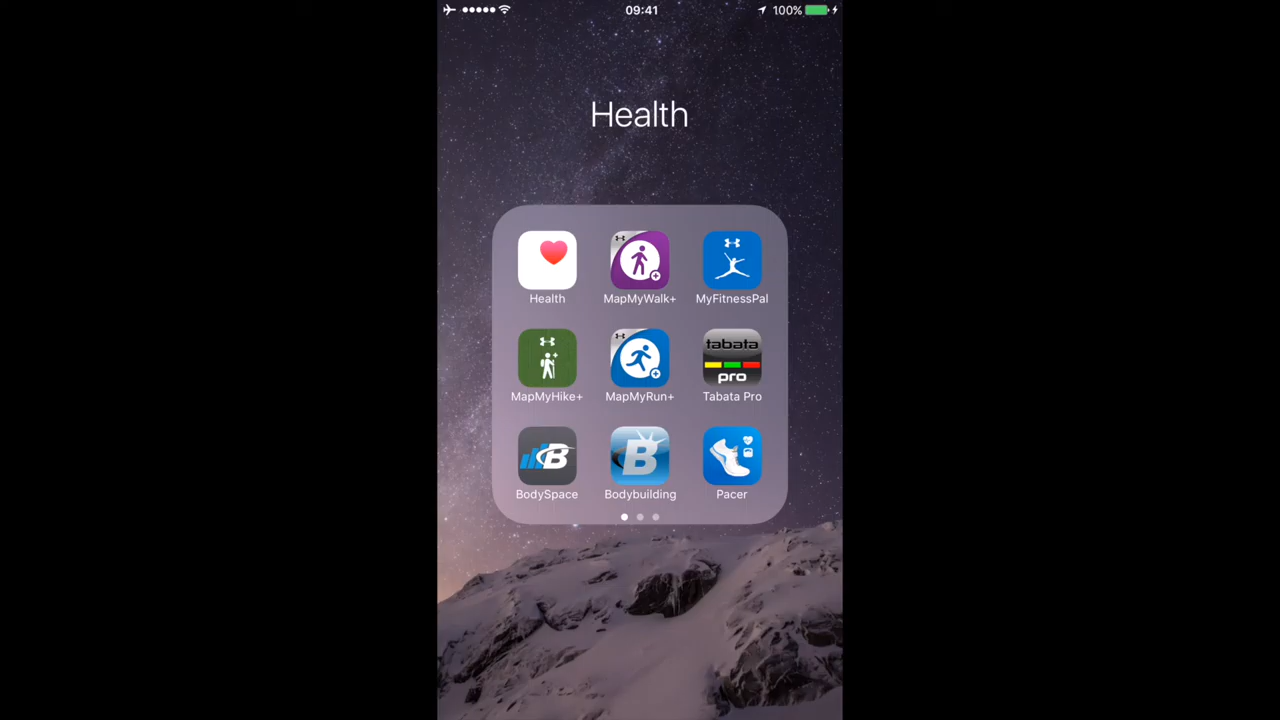 09:41
100%
Health
Health
MapMyWalk+
MyFitnessPal
tabata
pro
MapMyHike+
MapMyRun+
Tabata Pro
B
B
BodySpace
Bodybuilding
Pacer